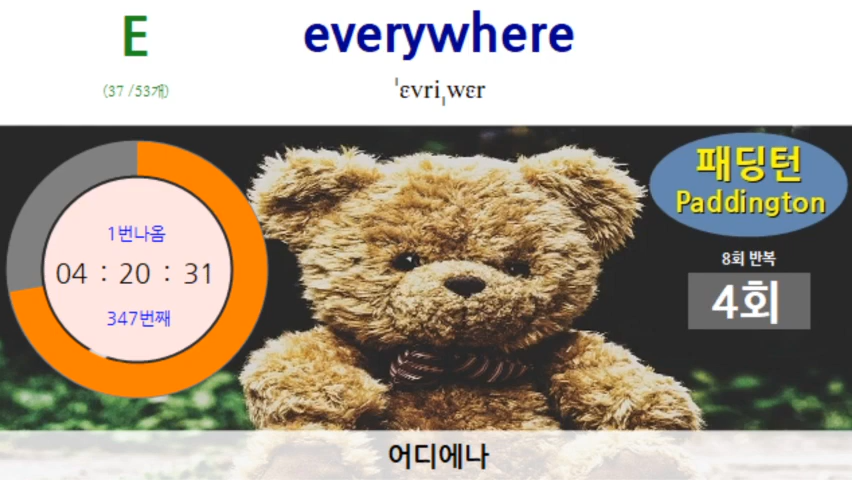 E
everywhere
(37 /53개)
ˈɛvriˌwɛr
1번나옴
04 : 20 : 31
347번째
패딩턴
Paddington
8회 반복
4회
어디에나